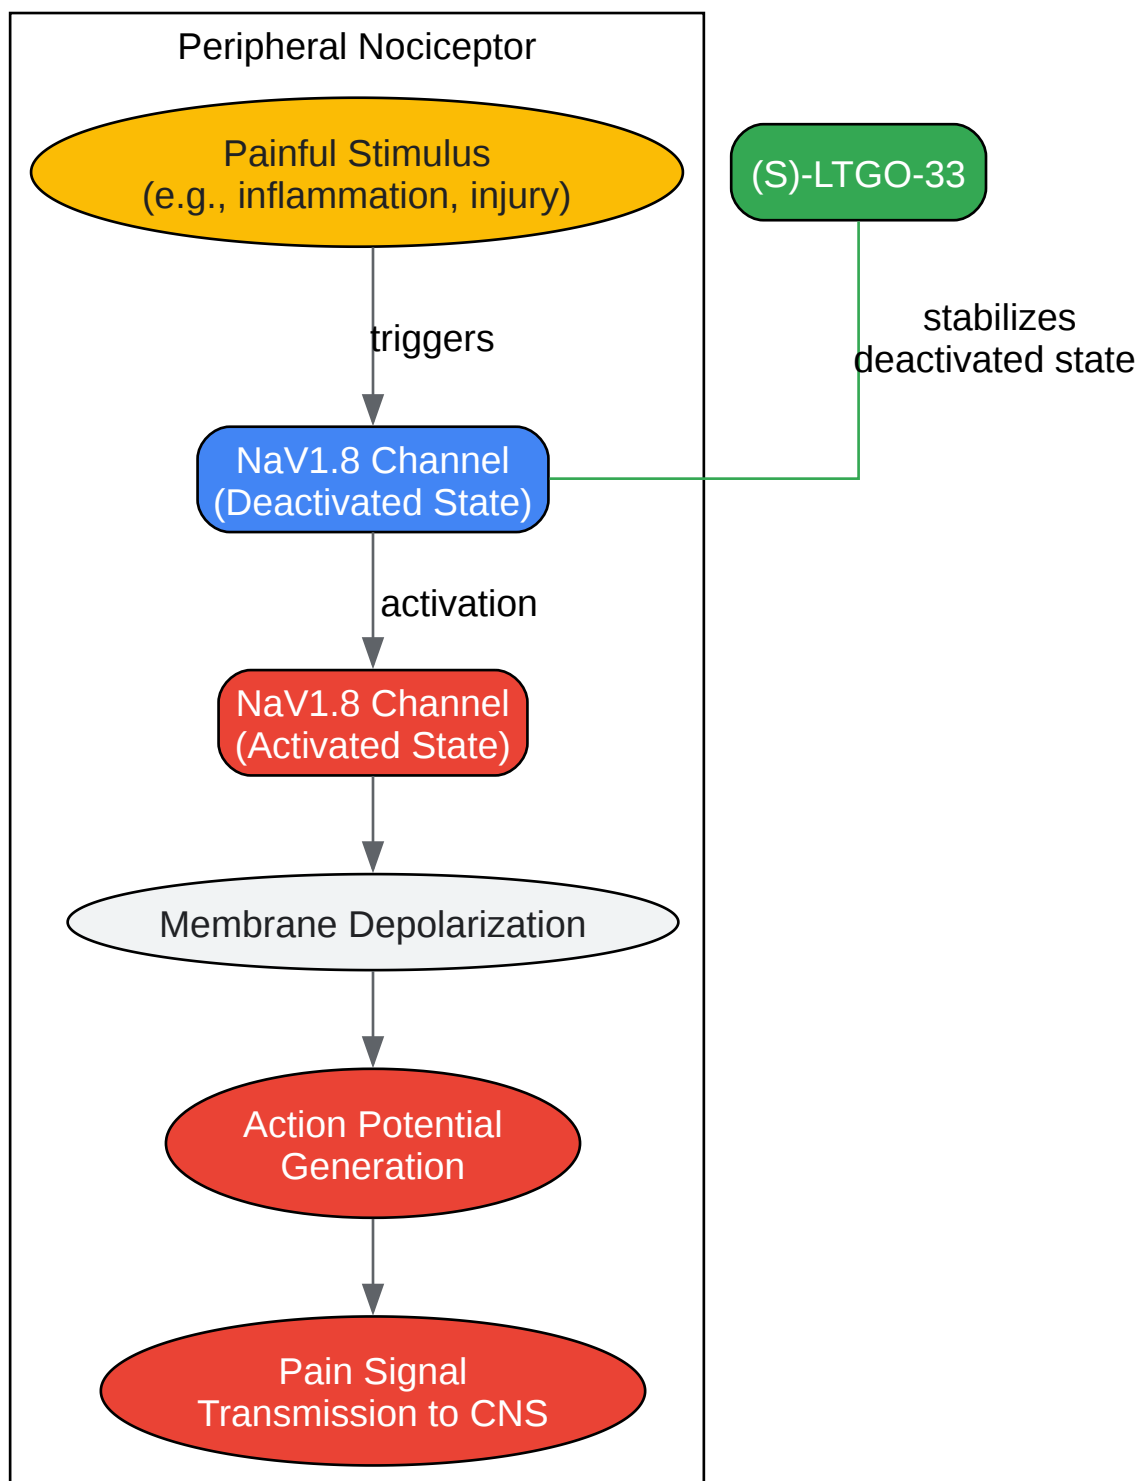 Peripheral Nociceptor
Painful Stimulus
(e.g., inflammation, injury)
(S)-LTGO-33
triggers
stabilizes
deactivated state
NaV1.8 Channel
(Deactivated State)
activation
NaV1.8 Channel
(Activated State)
Membrane Depolarization
Action Potential
Generation
Pain Signal
Transmission to CNS